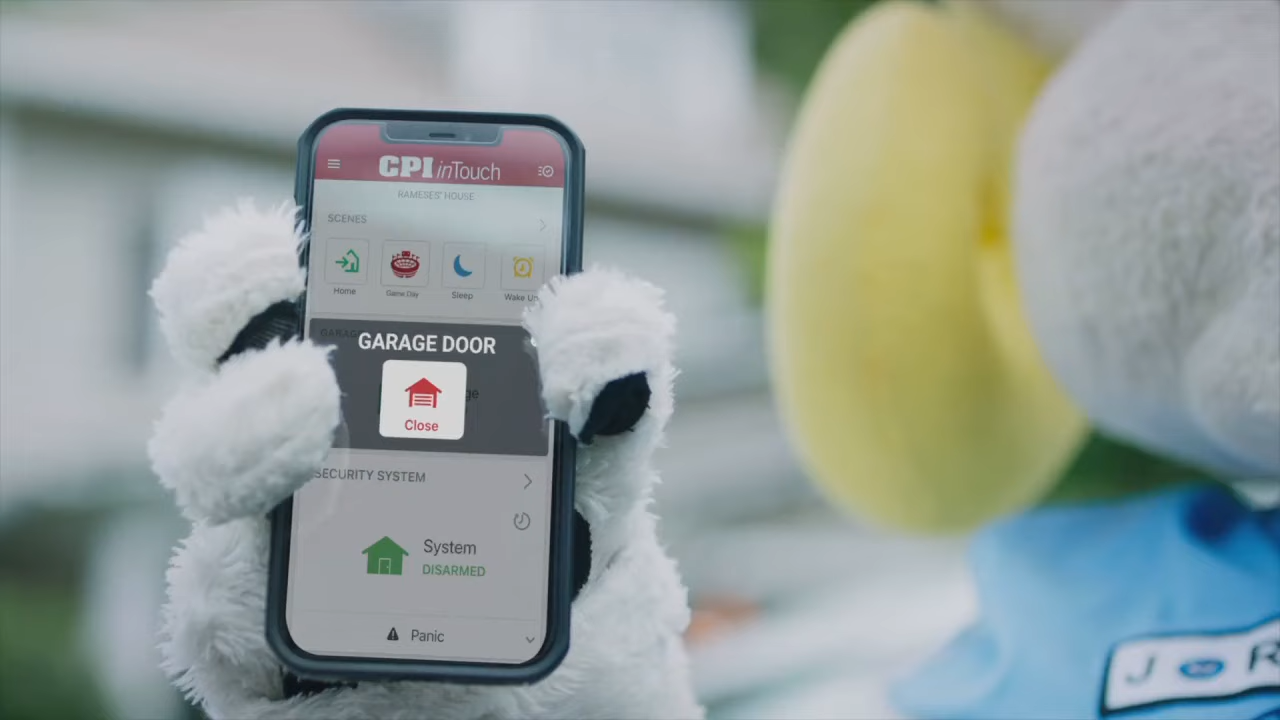 CPI inTouch
RAMESES' HOUSE
SCENES
Home
Game Day
Sleep
Wake Up
GARAGE DOOR
Close
SECURITY SYSTEM
System
DISARMED
Panic